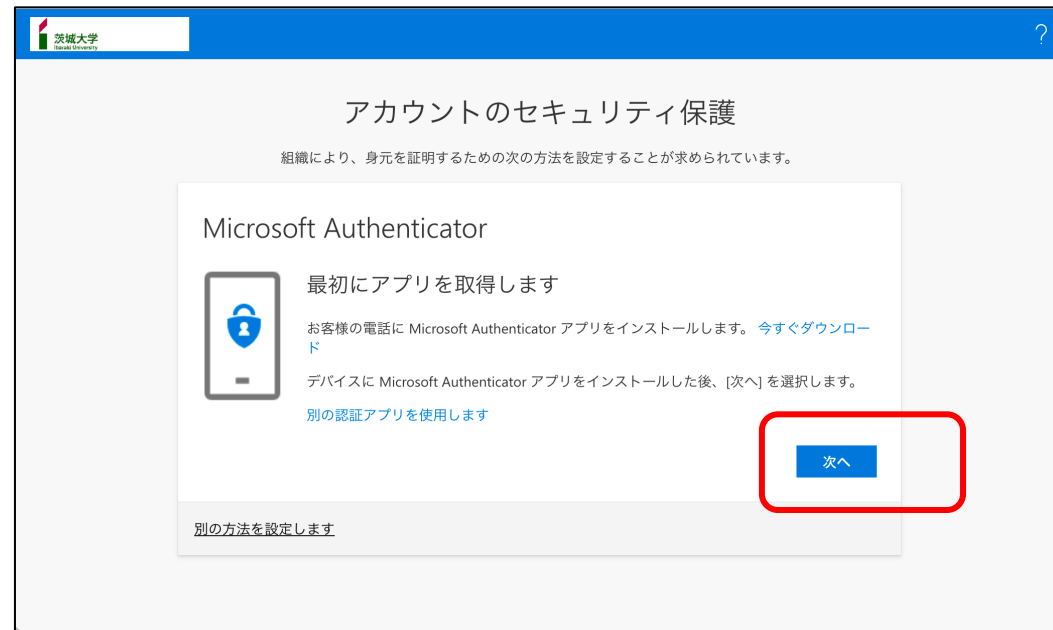 茨城大学
Ibaraki University
?
アカウントのセキュリティ保護
組織により、身元を証明するための次の方法を設定することが求められています。
Microsoft Authenticator
最初にアプリを取得します
お客様の電話に Microsoft Authenticator アプリをインストールします。 今すぐダウンロー
ド
デバイスに Microsoft Authenticator アプリをインストールした後、[次へ] を選択します。
別の認証アプリを使用します
次へ
別の方法を設定します